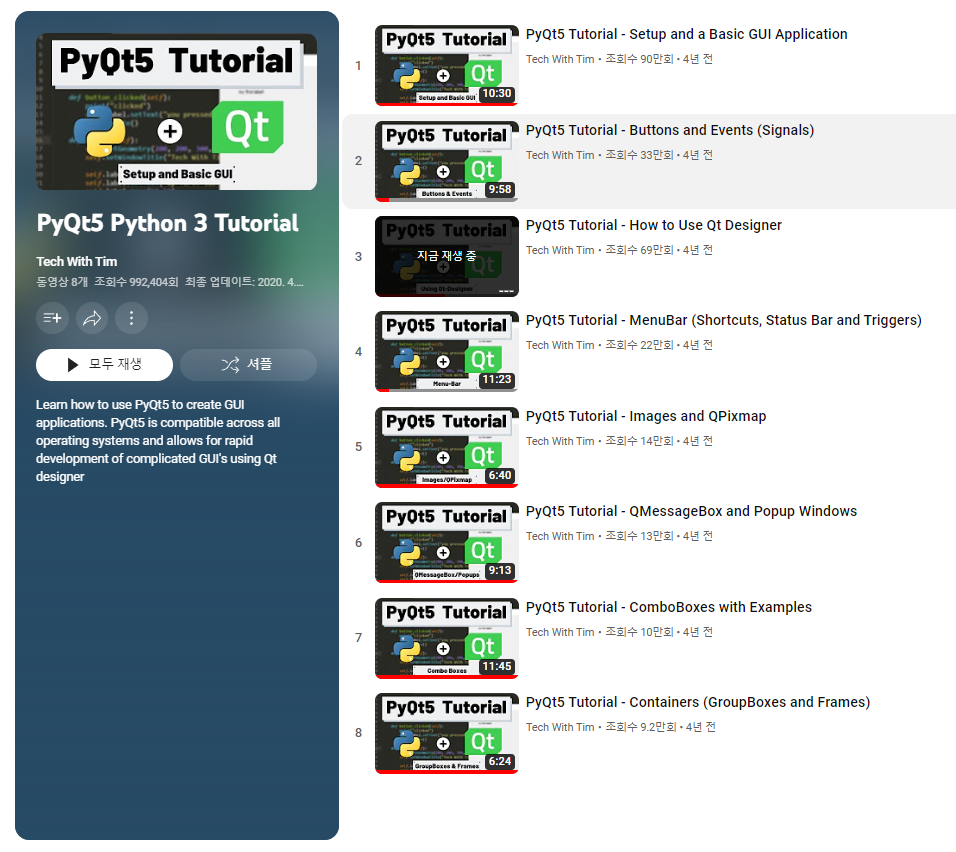 PyQt5 Tutorial
Qt
Setup and Basic GUI
PyQt5 Python 3 Tutorial
Tech With Tim
동영상 8개 조회수 992,404회 최종 업데이트: 2020. 4....
모두 재생
셔플
Learn how to use PyQt5 to create GUI
applications. PyQt5 is compatible across all
operating systems and allows for rapid
development of complicated GUI's using Qt
designer
1
PyQt5 Tutorial
Qt
Setup and Basic GUI
10:30
PyQt5 Tutorial - Setup and a Basic GUI Application
Tech With Tim • 조회수 90만회 • 4년 전
2
PyQt5 Tutorial
Qt
Buttons & Events
9:58
PyQt5 Tutorial - Buttons and Events (Signals)
Tech With Tim • 조회수 33만회 • 4년 전
3
PyQt5 Tutorial
지금 재생 중
Using Qt-Designer
PyQt5 Tutorial - How to Use Qt Designer
Tech With Tim • 조회수 69만회 • 4년 전
4
PyQt5 Tutorial
Qt
Menu-Bar
11:23
PyQt5 Tutorial - MenuBar (Shortcuts, Status Bar and Triggers)
Tech With Tim • 조회수 22만회 • 4년 전
5
PyQt5 Tutorial
Qt
Images/QPixmap
6:40
PyQt5 Tutorial - Images and QPixmap
Tech With Tim • 조회수 14만회 • 4년 전
6
PyQt5 Tutorial
Qt
QMessageBox/Popups
9:13
PyQt5 Tutorial - QMessageBox and Popup Windows
Tech With Tim • 조회수 13만회 • 4년 전
7
PyQt5 Tutorial
Qt
Combo Boxes
11:45
PyQt5 Tutorial - ComboBoxes with Examples
Tech With Tim • 조회수 10만회 • 4년 전
8
PyQt5 Tutorial
Qt
GroupBoxes & Frames
6:24
PyQt5 Tutorial - Containers (GroupBoxes and Frames)
Tech With Tim • 조회수 9.2만회 • 4년 전